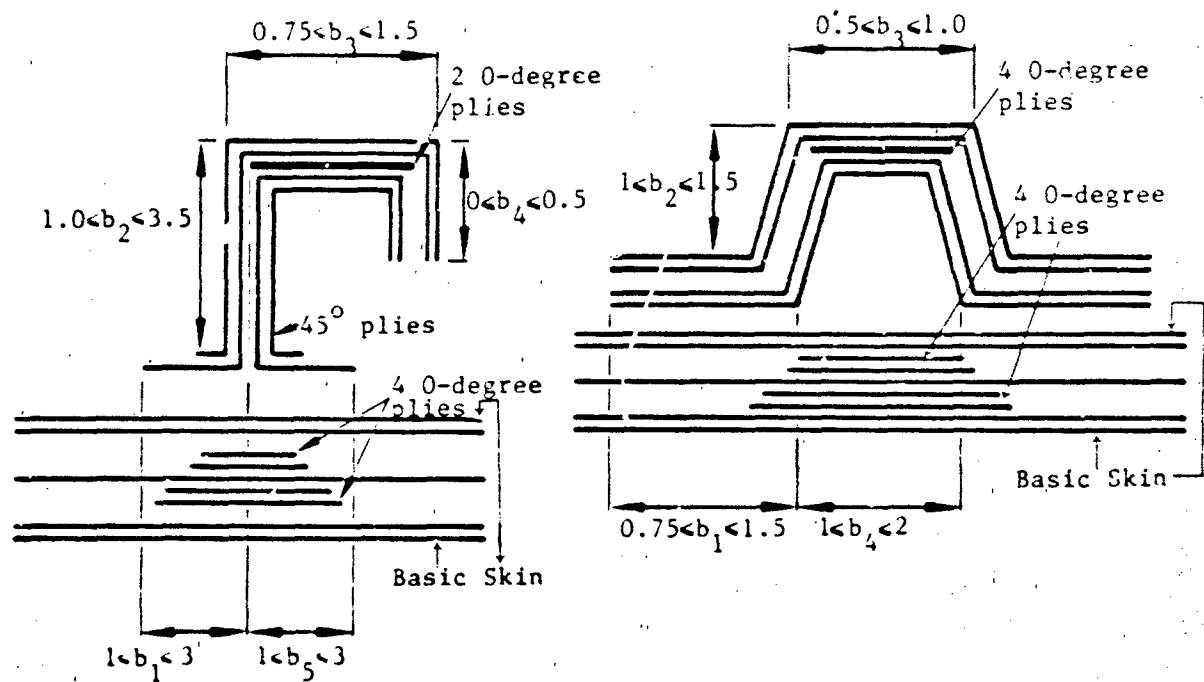 0.75≤b₃≤1.5
2 0-degree
plies
1.0≤b₂≤3.5
0≤b₄≤0.5
45° plies
4 0-degree
plies
Basic Skin
1≤b₁≤3
1≤b₅≤3
0.5≤b₃≤1.0
4 0-degree
plies
1≤b₂≤1.5
4 0-degree
plies
Basic Skin
0.75≤b₁≤1.5
1≤b₄≤2